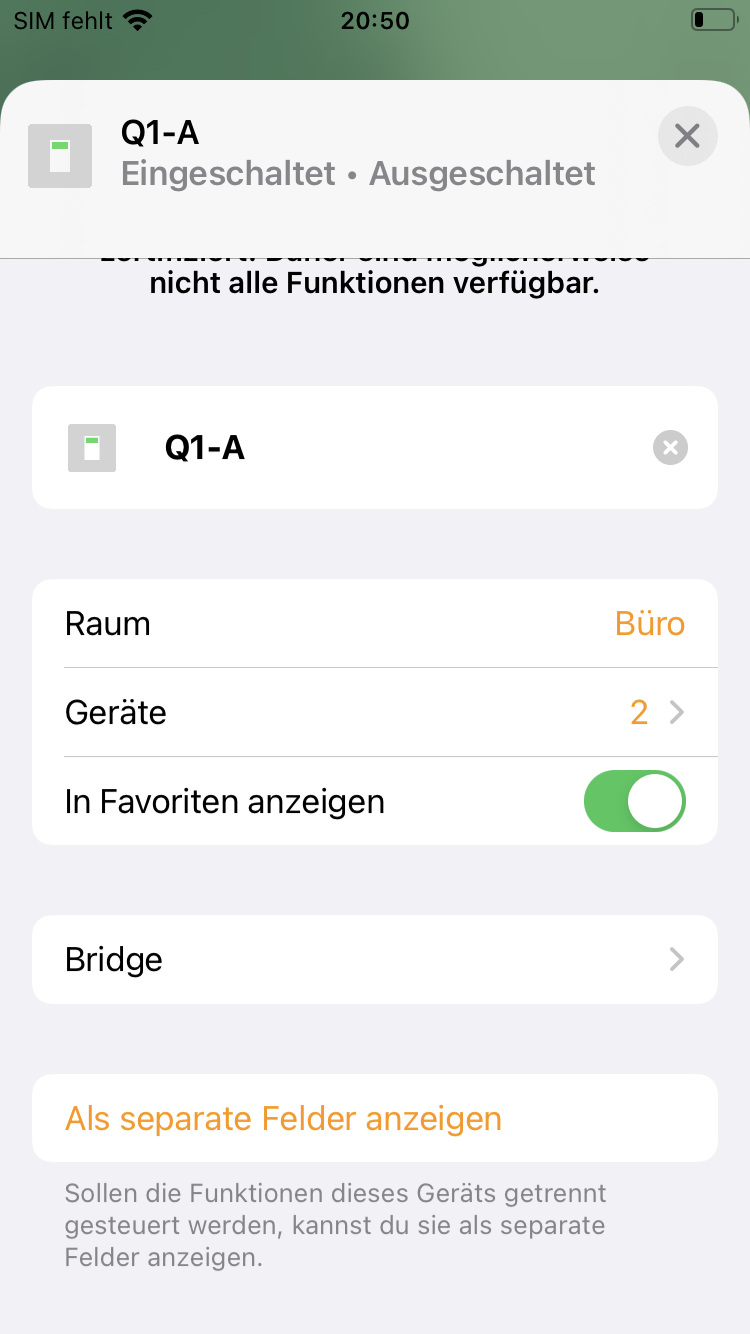 SIM fehlt
20:50
Q1-A
Eingeschaltet • Ausgeschaltet
nicht alle Funktionen verfügbar.
Q1-A
Raum Büro
Geräte 2
In Favoriten anzeigen
Bridge
Als separate Felder anzeigen
Sollen die Funktionen dieses Geräts getrennt
gesteuert werden, kannst du sie als separate
Felder anzeigen.